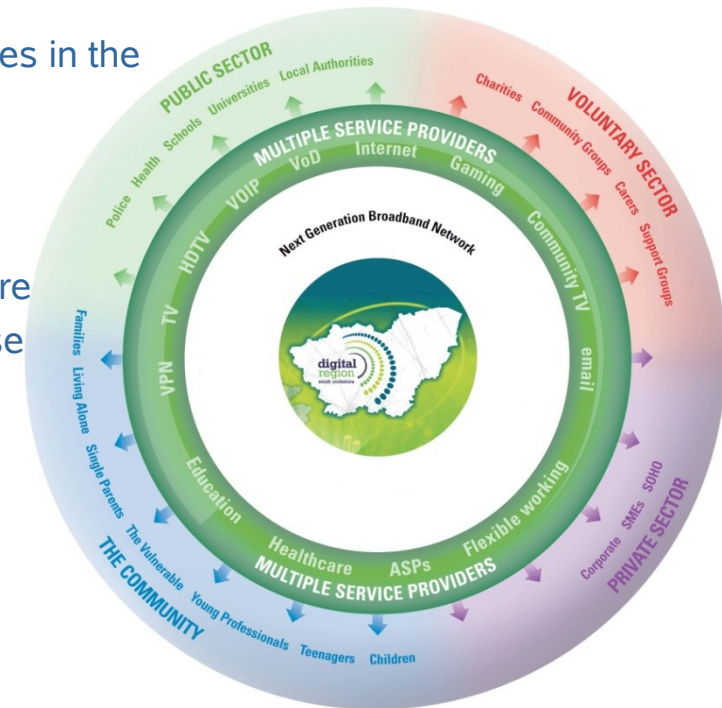 es in the
re
se
PUBLIC SECTOR
Police Health Schools Universities Local Authorities
VOLUNTARY SECTOR
Charities Community Groups Carers Support Groups
MULTIPLE SERVICE PROVIDERS
VPN TV HDTV VOIP VoD Internet Gaming Community TV email
Next Generation Broadband Network
digital
region
south yorkshire
Education Healthcare ASPs Flexible working
MULTIPLE SERVICE PROVIDERS
Families Living Alone Single Parents The Vulnerable Young Professionals Teenagers Children
THE COMMUNITY
Corporate SMEs SOHO
PRIVATE SECTOR